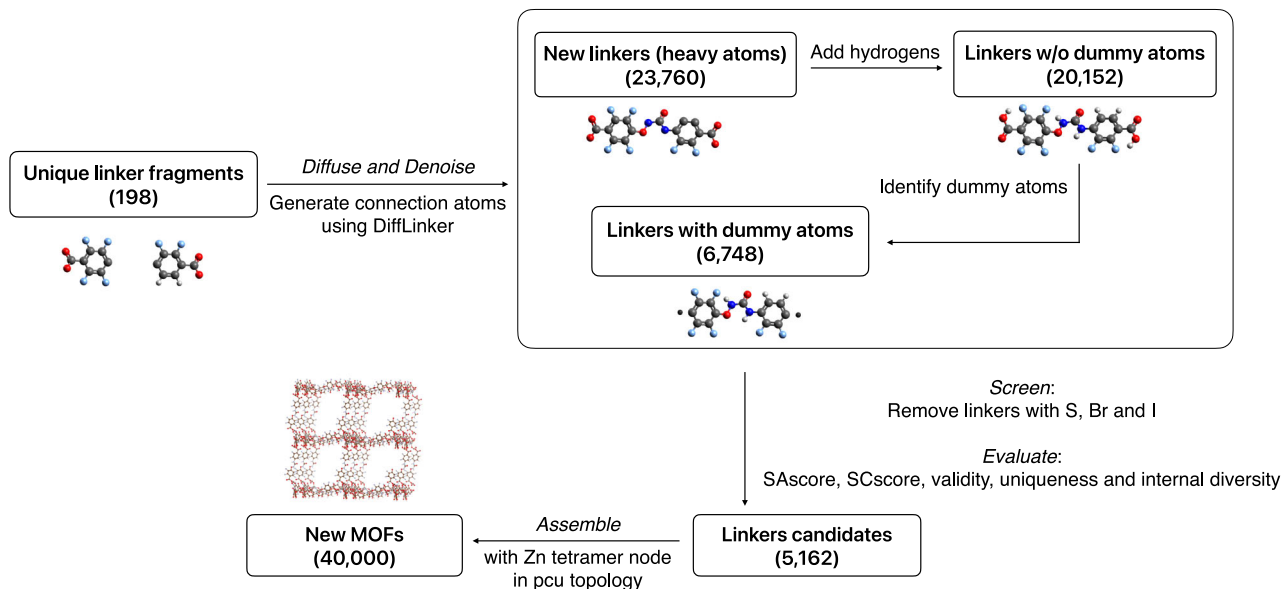 Unique linker fragments
(198)
Diffuse and Denoise
Generate connection atoms
using DiffLinker
New linkers (heavy atoms)
(23,760)
Add hydrogens
Linkers w/o dummy atoms
(20,152)
Identify dummy atoms
Linkers with dummy atoms
(6,748)
Screen:
Remove linkers with S, Br and I
Evaluate:
SAscore, SCscore, validity, uniqueness and internal diversity
Linkers candidates
(5,162)
Assemble
with Zn tetramer node
in pcu topology
New MOFs
(40,000)